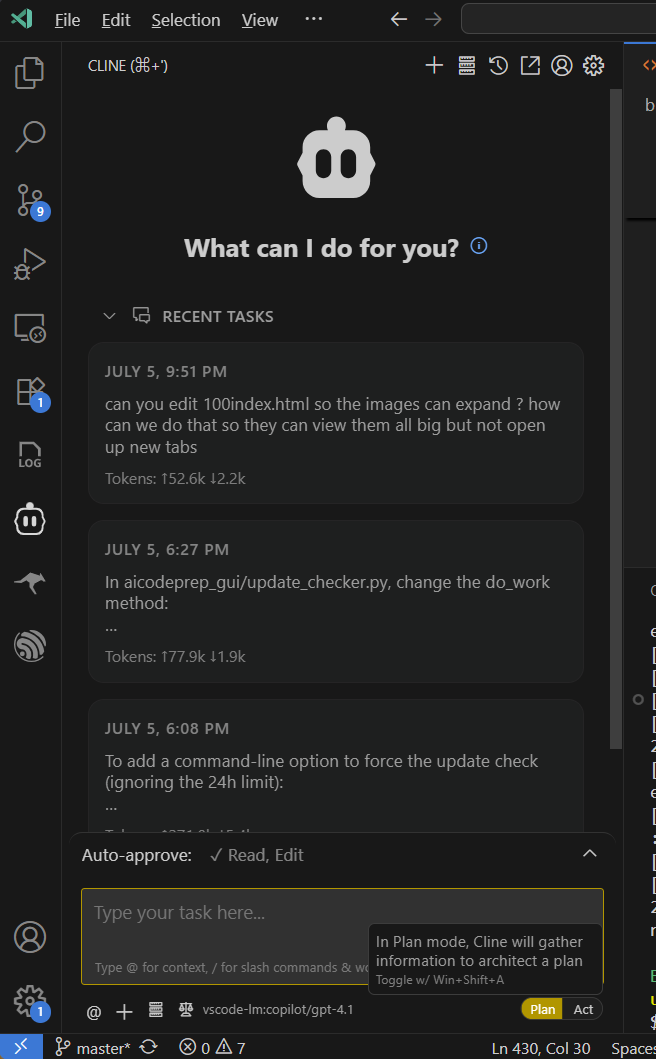 File Edit Selection View ···
CLINE (⌘+')
What can I do for you?
9
RECENT TASKS
JULY 5, 9:51 PM
can you edit 100index.html so the images can expand ? how
can we do that so they can view them all big but not open
up new tabs
Tokens: ↑52.6k ↓2.2k
1
LOG
JULY 5, 6:27 PM
In aicodeprep_gui/update_checker.py, change the do_work
method:
...
Tokens: ↑77.9k ↓1.9k
JULY 5, 6:08 PM
To add a command-line option to force the update check
(ignoring the 24h limit):
...
Auto-approve: ✓ Read, Edit
Type your task here...
In Plan mode, Cline will gather
information to architect a plan
Toggle w/ Win+Shift+A
Type @ for context, / for slash commands & wo
1
@ vscode-lm:copilot/gpt-4.1 Plan Act
master* 0 7 Ln 430, Col 30 Spaces